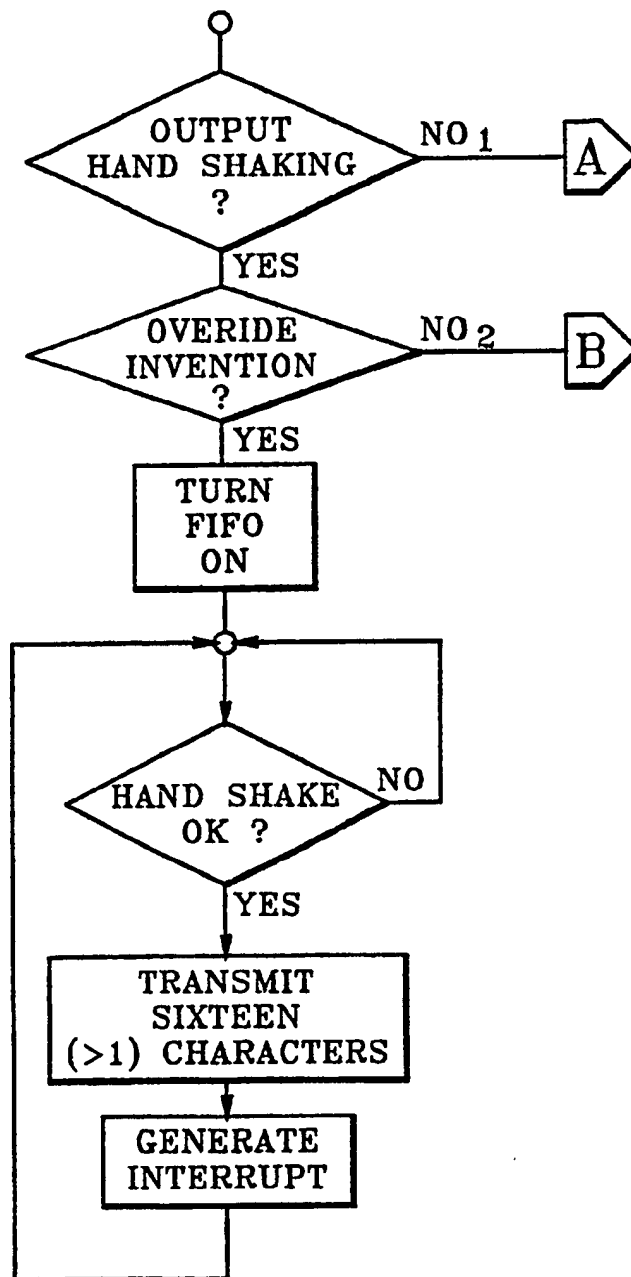 OUTPUT
HAND SHAKING
?
NO 1
A
YES
OVERIDE
INVENTION
?
NO 2
B
YES
TURN
FIFO
ON
HAND SHAKE
OK ?
NO
YES
TRANSMIT
SIXTEEN
(>1) CHARACTERS
GENERATE
INTERRUPT